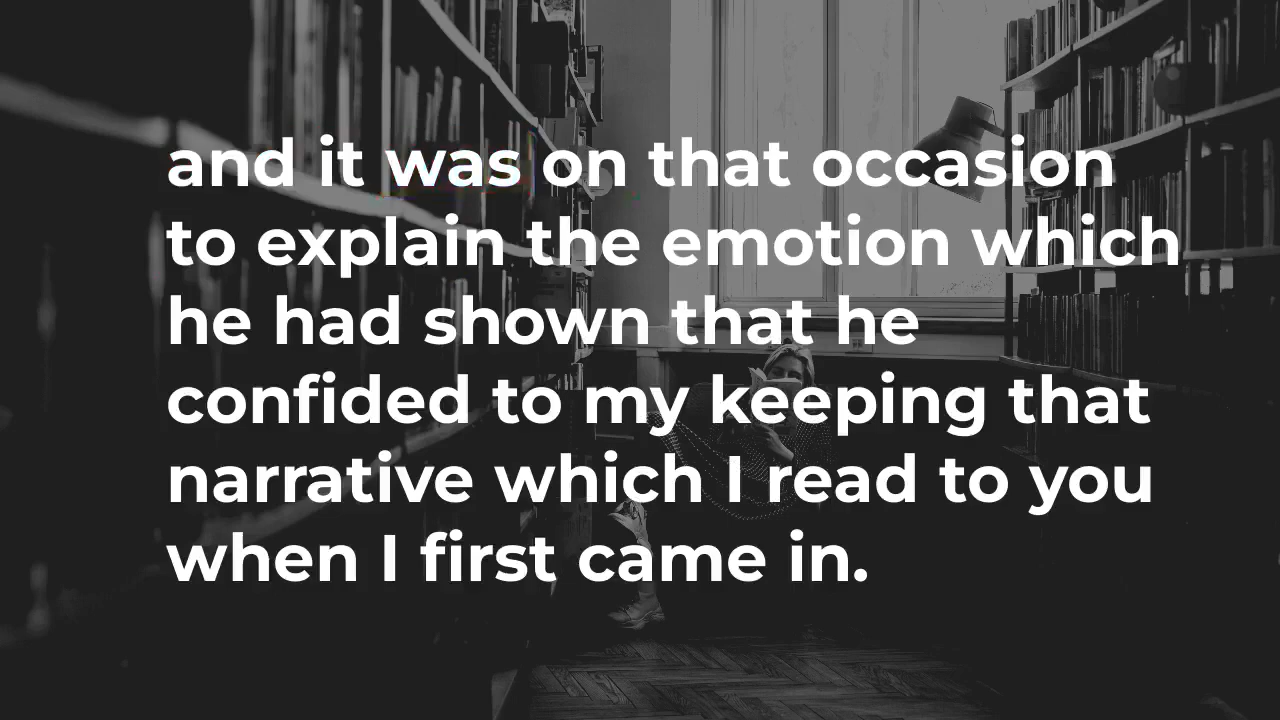 and it was on that occasion
to explain the emotion which
he had shown that he
confided to my keeping that
narrative which I read to you
when I first came in.